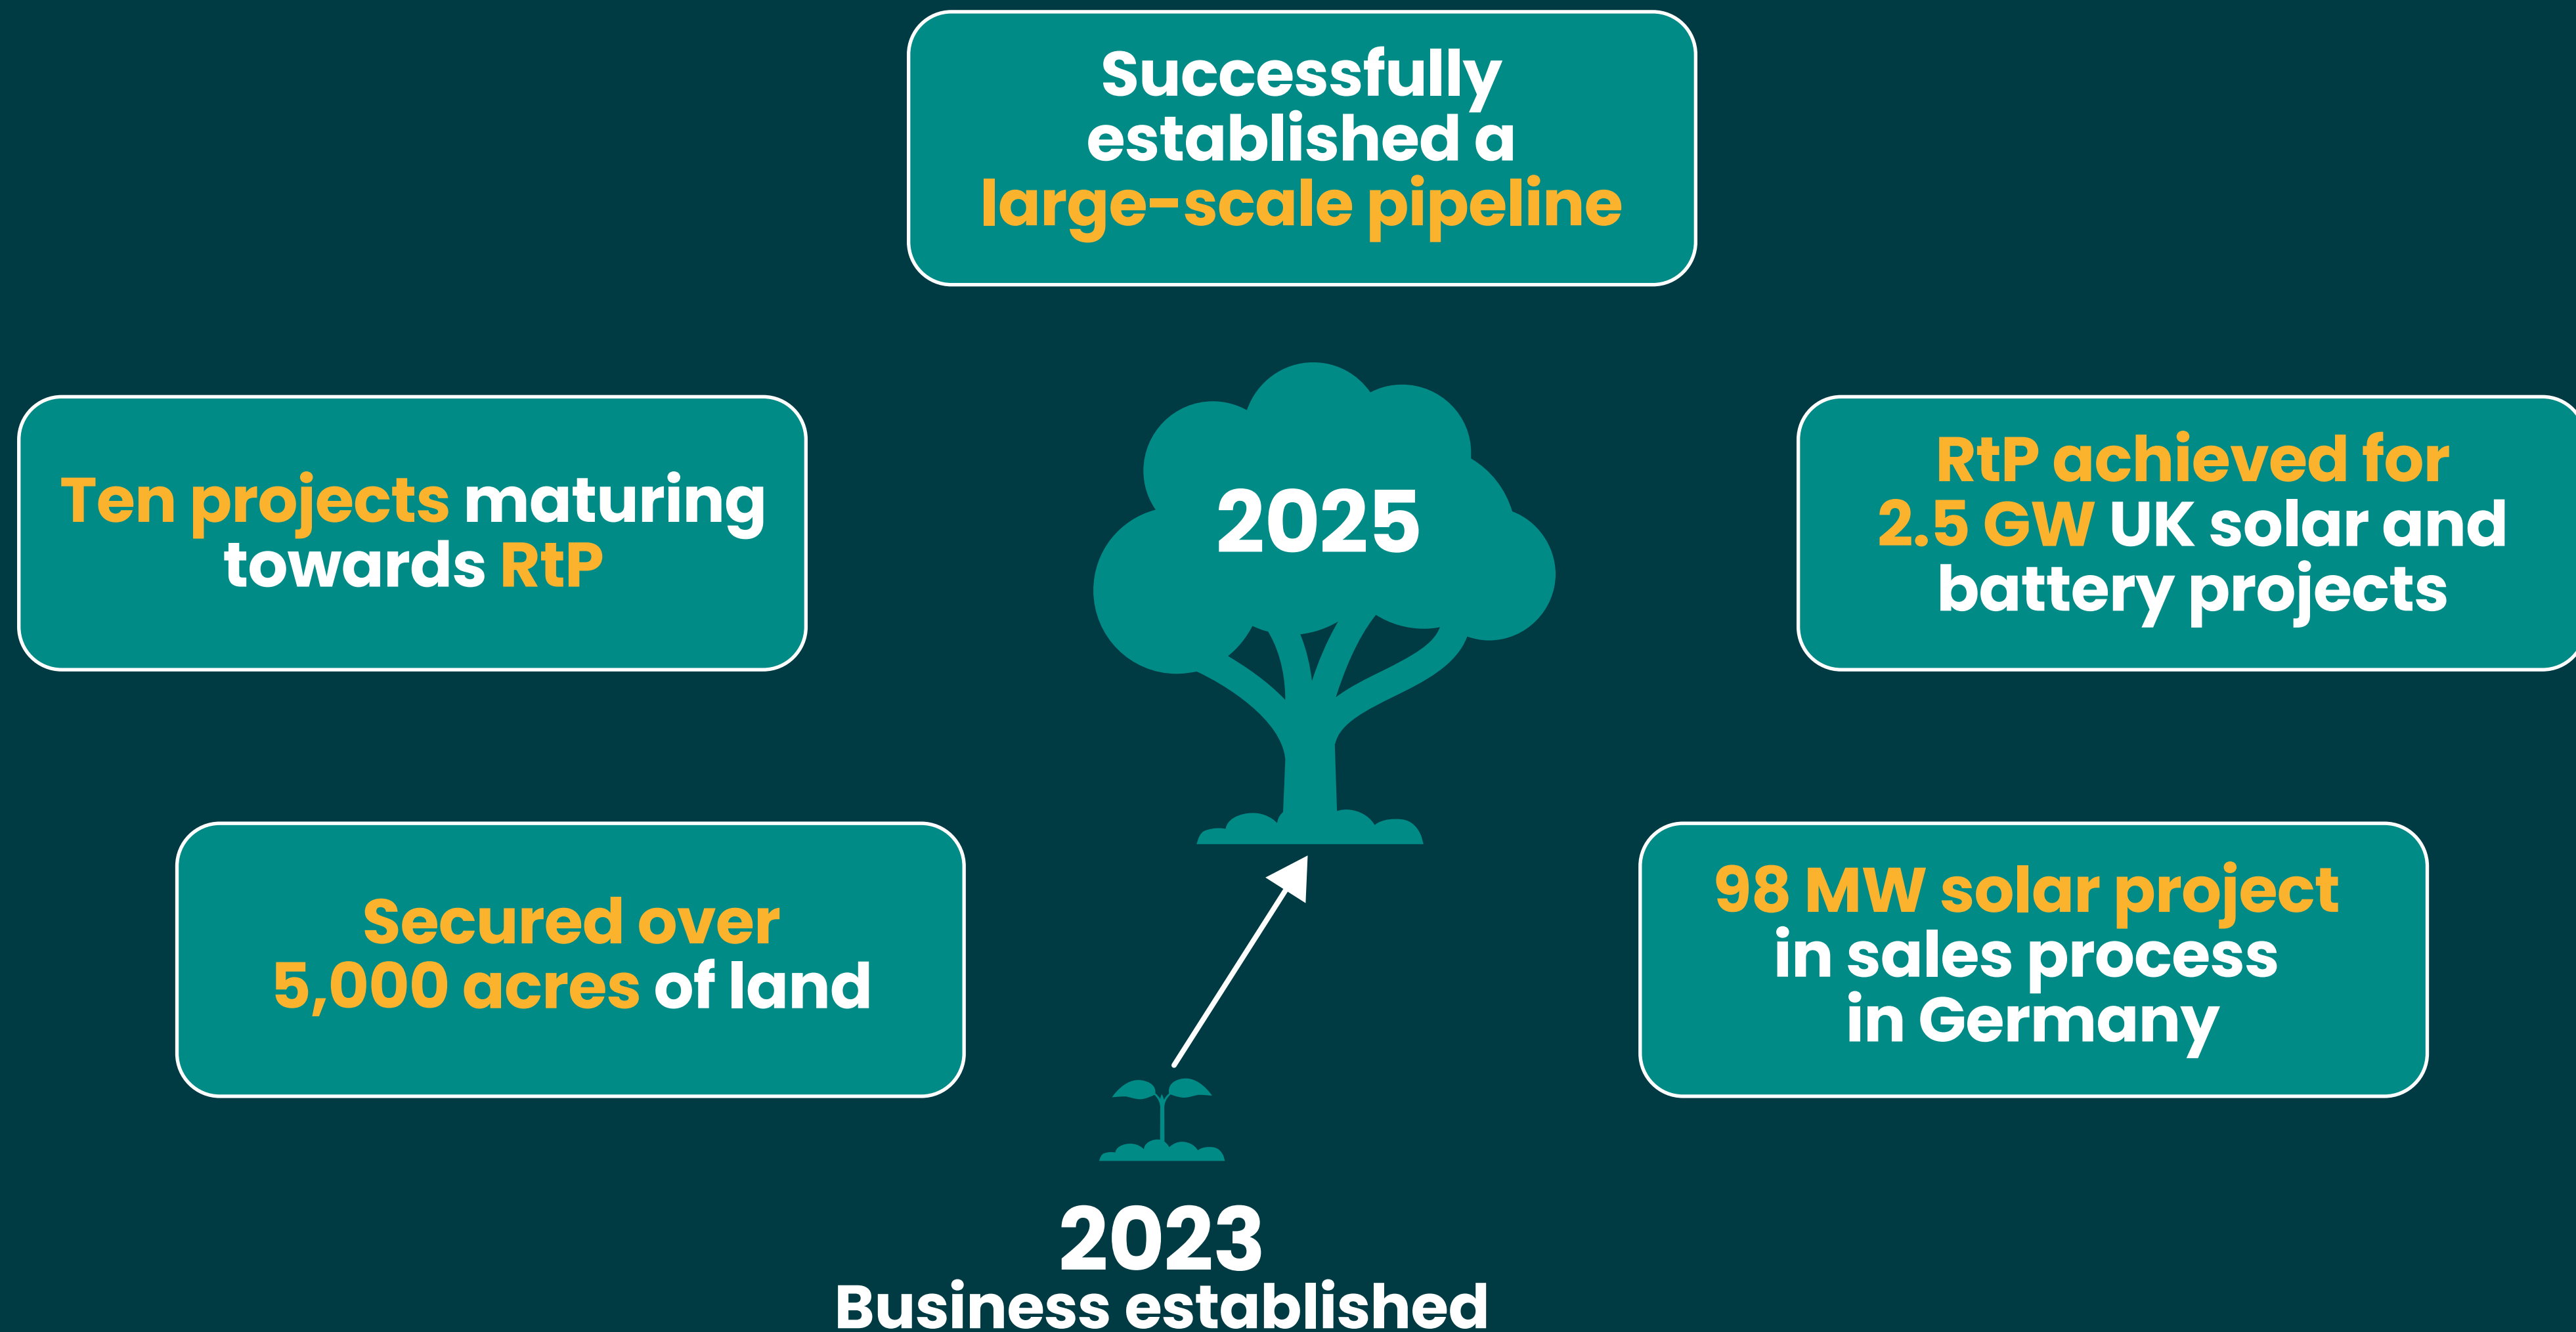 Successfully
established a
large-scale pipeline
2025
Ten projects maturing
towards RtP
RtP achieved for
2.5 GW UK solar and
battery projects
Secured over
5,000 acres of land
98 MW solar project
in sales process
in Germany
2023
Business established